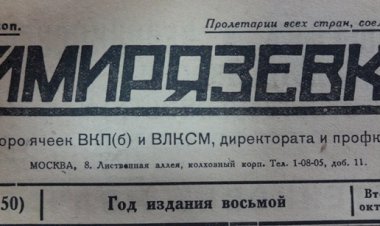 коп.
Пролетарии всех стран, сое
ИМИРЯЗЕВК
оро ячеек ВКП(б) и ВЛКСМ, директората и профк
МОСКВА, 8. Лиственная аллея, колхозный корп. Тел. 1-08-05, доб. 11.
50)
Год издания восьмой
Вт
окт